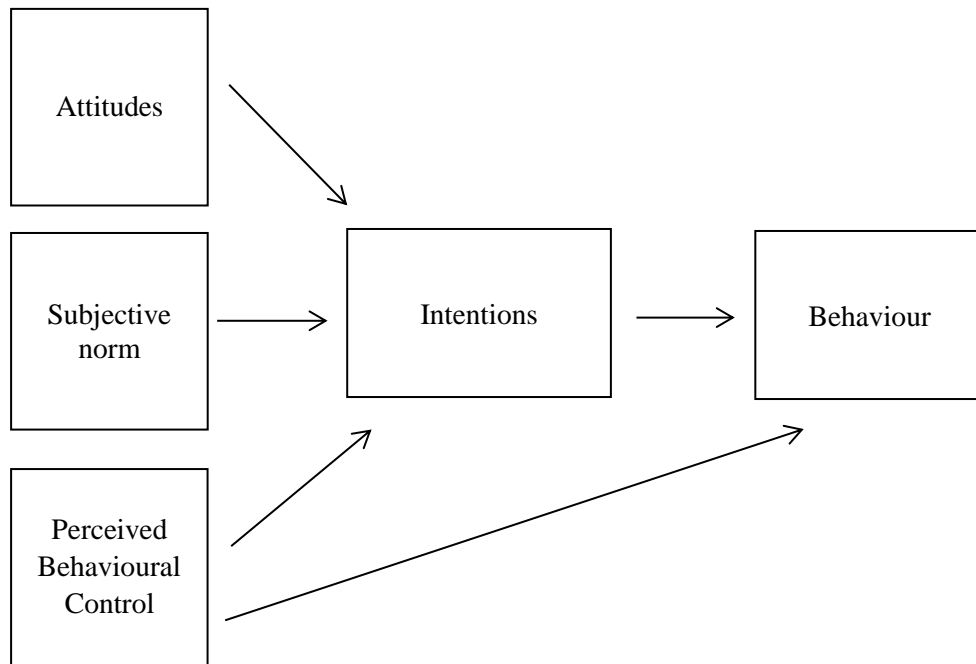 Attitudes
Subjective
norm
Intentions
Behaviour
Perceived
Behavioural
Control